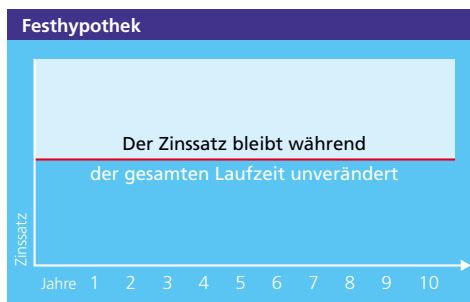 Festhypothek
Der Zinssatz bleibt während
der gesamten Laufzeit unverändert
Zinssatz
Jahre 1 2 3 4 5 6 7 8 9 10